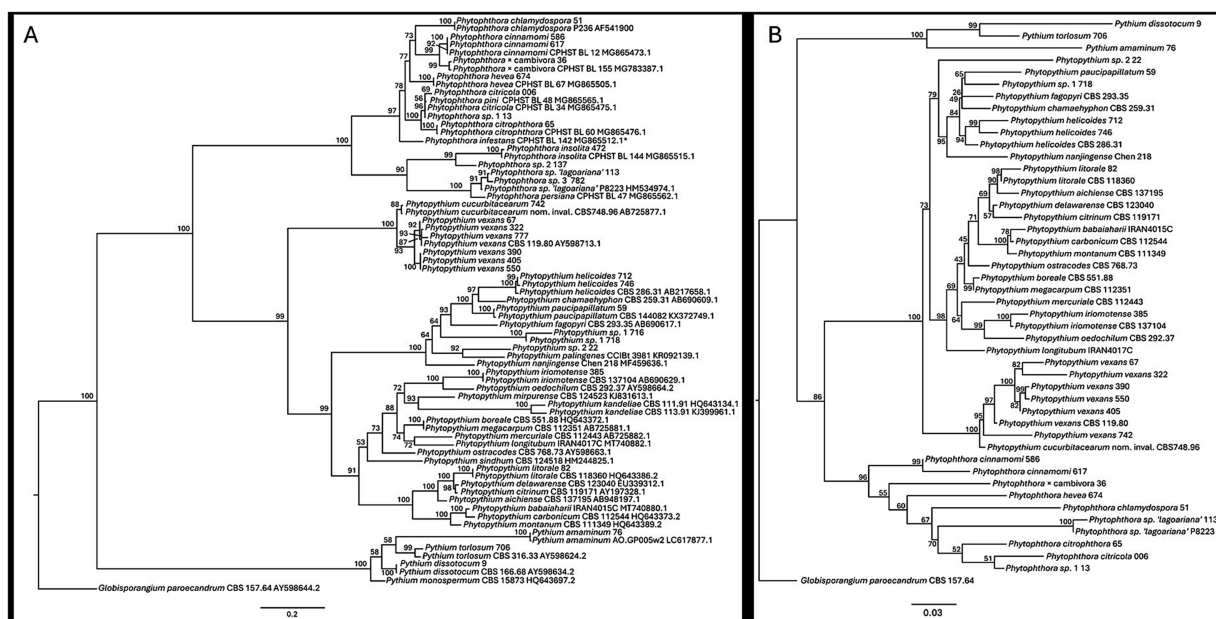 A
Phytophthora chlamydospora 51
Phytophthora chlamydospora P236 AF541900
Phytophthora cinnamomi 586
Phytophthora cinnamomi 617
Phytophthora cinnamomi CPHST BL 12 MG865473.1
Phytophthora × cambivora 36
Phytophthora × cambivora CPHST BL 155 MG783387.1
Phytophthora hevea 674
Phytophthora hevea CPHST BL 67 MG865505.1
Phytophthora citricola 006
Phytophthora pini CPHST BL 48 MG865565.1
Phytophthora citricola CPHST BL 34 MG865475.1
Phytophthora sp. 1 13
Phytophthora citrophthora 65
Phytophthora citrophthora CPHST BL 60 MG865476.1
Phytophthora infestans CPHST BL 142 MG865512.1*
Phytophthora insolita 472
Phytophthora insolita CPHST BL 144 MG865515.1
Phytophthora sp. 2 137
Phytophthora sp. 'lagoariana' 113
Phytophthora sp. 3 782
Phytophthora sp. 'lagoariana' P8223 HM534974.1
Phytophthora persiana CPHST BL 47 MG865562.1
Phytopythium cucurbitacearum 742
Phytopythium cucurbitacearum nom. inval. CBS748.96 AB725877.1
Phytopythium vexans 67
Phytopythium vexans 322
Phytopythium vexans 777
Phytopythium vexans CBS 119.80 AY598713.1
Phytopythium vexans 390
Phytopythium vexans 405
Phytopythium vexans 550
Phytopythium helicoides 712
Phytopythium helicoides 746
Phytopythium helicoides CBS 286.31 AB217658.1
Phytopythium chamaehyphon CBS 259.31 AB690609.1
Phytopythium paucipapillatum 59
Phytopythium paucipapillatum CBS 144082 KX372749.1
Phytopythium fagopyri CBS 293.35 AB690617.1
Phytopythium sp. 1 716
Phytopythium sp. 1 718
Phytopythium sp. 2 22
Phytopythium palingenes CCIBt 3981 KR092139.1
Phytopythium nanjingense Chen 218 MF459636.1
Phytopythium iriomotense 385
Phytopythium iriomotense CBS 137104 AB690629.1
Phytopythium oedochilum CBS 292.37 AY598664.2
Phytopythium mirpurense CBS 124523 KJ831613.1
Phytopythium kandeliae CBS 111.91 HQ643134.1
Phytopythium kandeliae CBS 113.91 KJ399961.1
Phytopythium boreale CBS 551.88 HQ643372.1
Phytopythium megacarpum CBS 112351 AB725881.1
Phytopythium mercuriale CBS 112443 AB725882.1
Phytopythium longitubum IRAN4017C MT740882.1
Phytopythium ostracodes CBS 768.73 AY598663.1
Phytopythium sindhum CBS 124518 HM244825.1
Phytopythium litorale 82
Phytopythium litorale CBS 118360 HQ643386.2
Phytopythium delawarense CBS 123040 EU339312.1
Phytopythium citrinum CBS 119171 AY197328.1
Phytopythium aichiense CBS 137195 AB948197.1
Phytopythium babaiaharii IRAN4015C MT740880.1
Phytopythium carbonicum CBS 112544 HQ643373.2
Phytopythium montanum CBS 111349 HQ643389.2
Pythium amaminum 76
Pythium amaminum AO.GP005w2 LC617877.1
Pythium torlosum 706
Pythium torlosum CBS 316.33 AY598624.2
Pythium dissotocum 9
Pythium dissotocum CBS 166.68 AY598634.2
Pythium monospermum CBS 15873 HQ643697.2
Globisporangium paroecandrum CBS 157.64 AY598644.2
0.2
B
Pythium dissotocum 9
Pythium torlosum 706
Pythium amaminum 76
Phytopythium sp. 2 22
Phytopythium paucipapillatum 59
Phytopythium sp. 1 718
Phytopythium fagopyri CBS 293.35
Phytopythium chamaehyphon CBS 259.31
Phytopythium helicoides 712
Phytopythium helicoides 746
Phytopythium helicoides CBS 286.31
Phytopythium nanjingense Chen 218
Phytopythium litorale 82
Phytopythium litorale CBS 118360
Phytopythium aichiense CBS 137195
Phytopythium delawarense CBS 123040
Phytopythium citrinum CBS 119171
Phytopythium babaiaharii IRAN4015C
Phytopythium carbonicum CBS 112544
Phytopythium montanum CBS 111349
Phytopythium ostracodes CBS 768.73
Phytopythium boreale CBS 551.88
Phytopythium megacarpum CBS 112351
Phytopythium mercuriale CBS 112443
Phytopythium iriomotense 385
Phytopythium iriomotense CBS 137104
Phytopythium oedochilum CBS 292.37
Phytopythium longitubum IRAN4017C
Phytopythium vexans 67
Phytopythium vexans 322
Phytopythium vexans 390
Phytopythium vexans 550
Phytopythium vexans 405
Phytopythium vexans CBS 119.80
Phytopythium vexans 742
Phytopythium cucurbitacearum nom. inval. CBS748.96
Phytophthora cinnamomi 586
Phytophthora cinnamomi 617
Phytophthora × cambivora 36
Phytophthora hevea 674
Phytophthora chlamydospora 51
Phytophthora sp. 'lagoariana' 113
Phytophthora sp. 'lagoariana' P8223
Phytophthora citrophthora 65
Phytophthora citricola 006
Phytophthora sp. 1 13
Globisporangium paroecandrum CBS 157.64
0.03